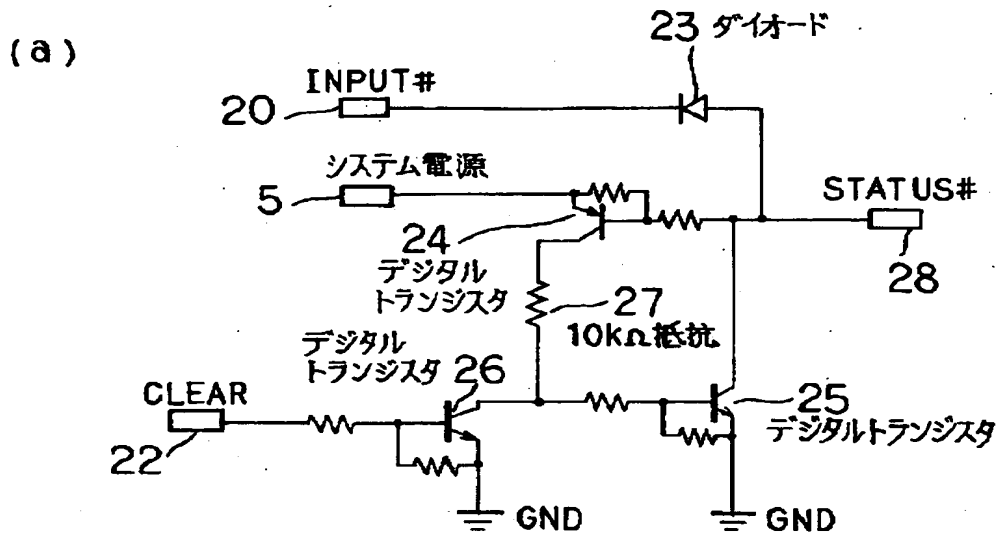 (a)
23 ダイオード
INPUT#
20
システム電源
5
STATUS#
24
28
デジタル
トランジスタ
27
10kΩ抵抗
デジタル
トランジスタ 26
CLEAR
25
デジタルトランジスタ
22
GND
GND